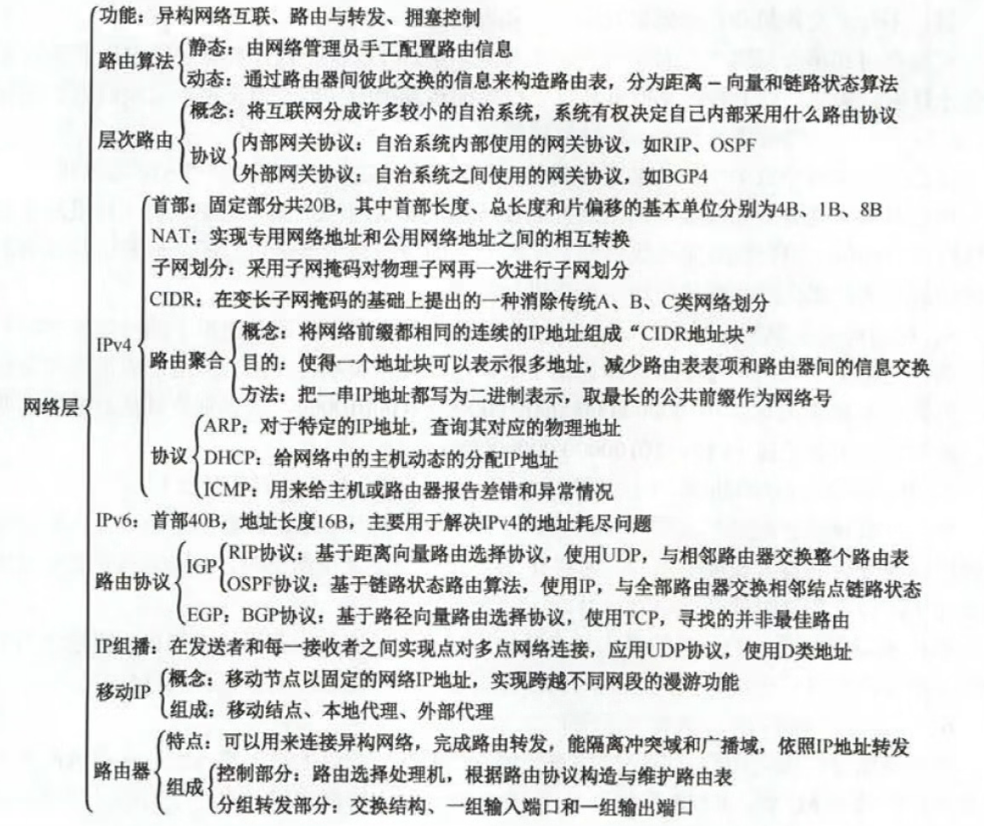 功能：异构网络互联、路由与转发、拥塞控制
路由算法
静态：由网络管理员手工配置路由信息
动态：通过路由器间彼此交换的信息来构造路由表，分为距离－向量和链路状态算法
层次路由
概念：将互联网分成许多较小的自治系统，系统有权决定自己内部采用什么路由协议
协议
内部网关协议：自治系统内部使用的网关协议，如RIP、OSPF
外部网关协议：自治系统之间使用的网关协议，如BGP4
IPv4
首部：固定部分共20B，其中首部长度、总长度和片偏移的基本单位分别为4B、1B、8B
NAT：实现专用网络地址和公用网络地址之间的相互转换
子网划分：采用子网掩码对物理子网再一次进行子网划分
CIDR：在变长子网掩码的基础上提出的一种消除传统A、B、C类网络划分
路由聚合
概念：将网络前缀都相同的连续的IP地址组成“CIDR地址块”
目的：使得一个地址块可以表示很多地址，减少路由表表项和路由器间的信息交换
方法：把一串IP地址都写为二进制表示，取最长的公共前缀作为网络号
网络层
协议
ARP：对于特定的IP地址，查询其对应的物理地址
DHCP：给网络中的主机动态的分配IP地址
ICMP：用来给主机或路由器报告差错和异常情况
IPv6：首部40B，地址长度16B，主要用于解决IPv4的地址耗尽问题
路由协议
IGP
RIP协议：基于距离向量路由选择协议，使用UDP，与相邻路由器交换整个路由表
OSPF协议：基于链路状态路由算法，使用IP，与全部路由器交换相邻结点链路状态
EGP：BGP协议：基于路径向量路由选择协议，使用TCP，寻找的并非最佳路由
IP组播：在发送者和每一接收者之间实现点对多点网络连接，应用UDP协议，使用D类地址
移动IP
概念：移动节点以固定的网络IP地址，实现跨越不同网段的漫游功能
组成：移动结点、本地代理、外部代理
路由器
特点：可以用来连接异构网络，完成路由转发，能隔离冲突域和广播域，依照IP地址转发
组成
控制部分：路由选择处理机，根据路由协议构造与维护路由表
分组转发部分：交换结构、一组输入端口和一组输出端口